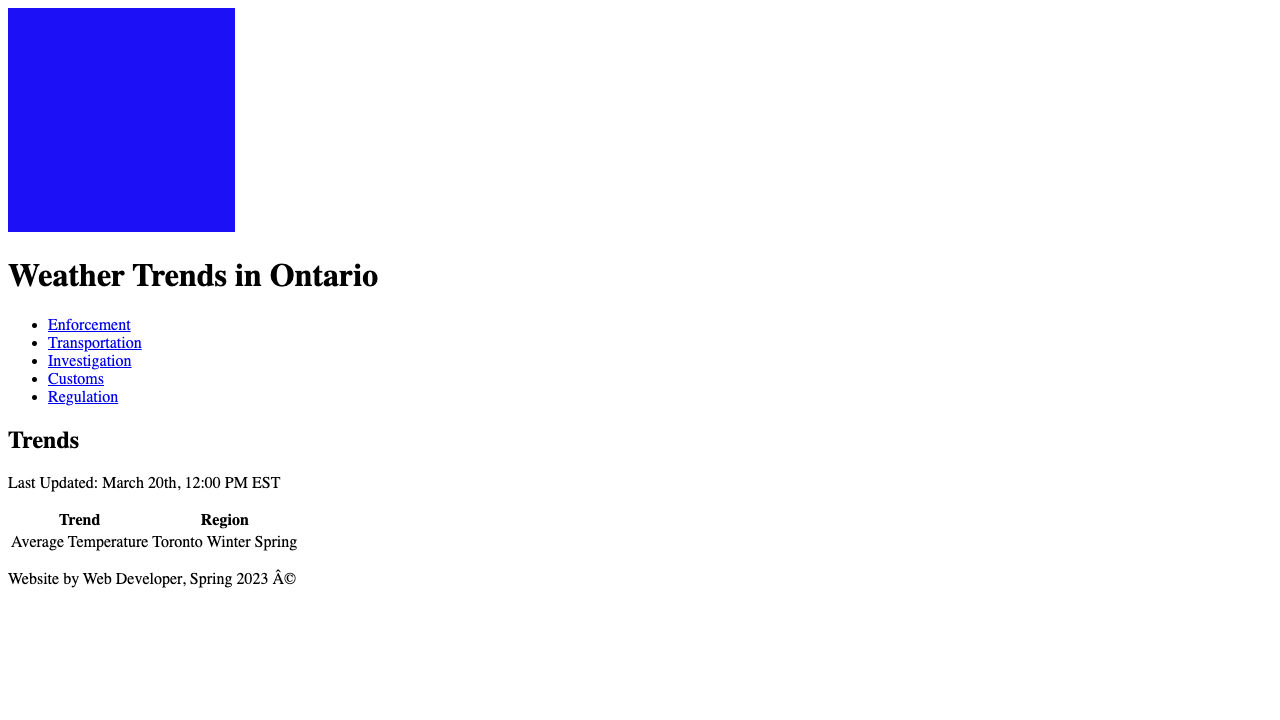 Weather Trends in Ontario
Enforcement
Transportation
Investigation
Customs
Regulation
Trends
Last Updated: March 20th, 12:00 PM EST
Trend Region
Average Temperature Toronto Winter Spring
Website by Web Developer, Spring 2023 Â©